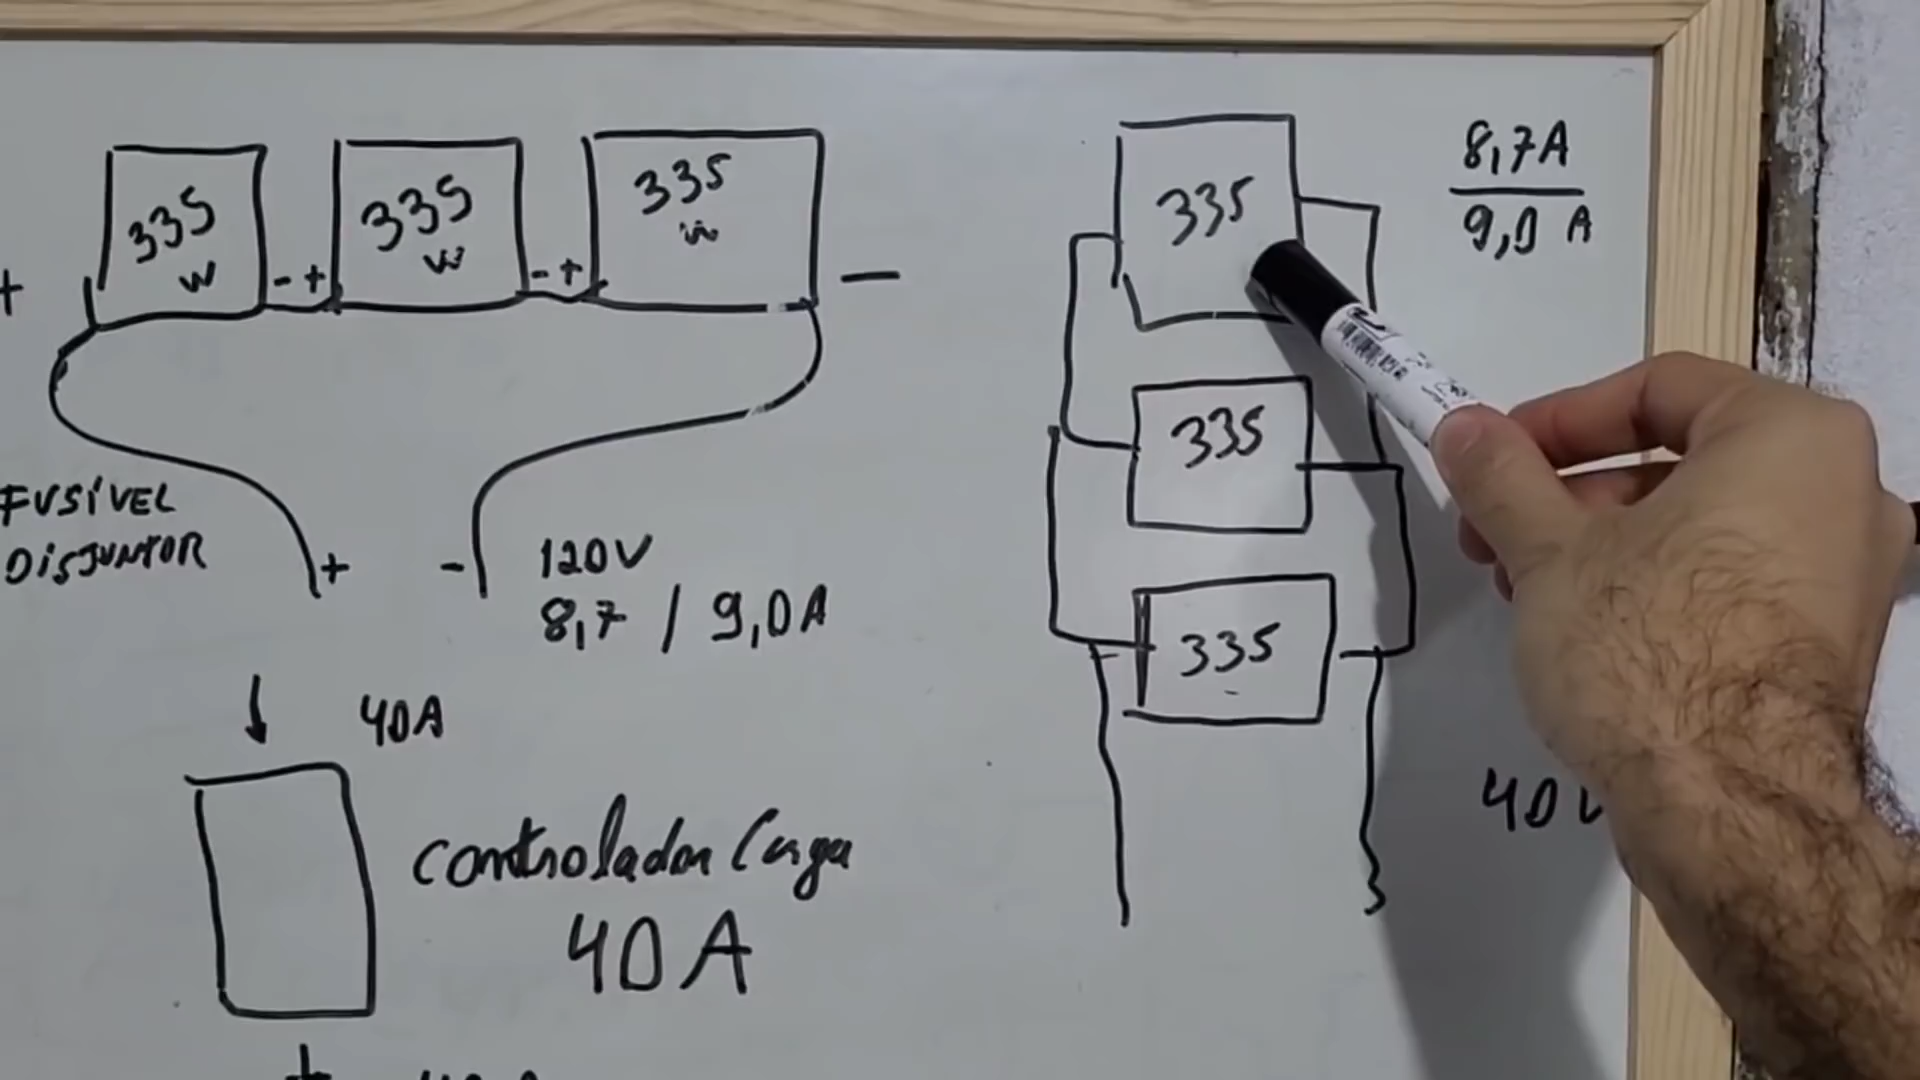 335
W
335
W
335
W
+
- +
- +
—
FUSÍVEL
DISJUNTOR
+
-
120V
8,7 / 9,0A
40A
controlador Carga
40A
335
335
335
8,7A
9,0 A
40 V